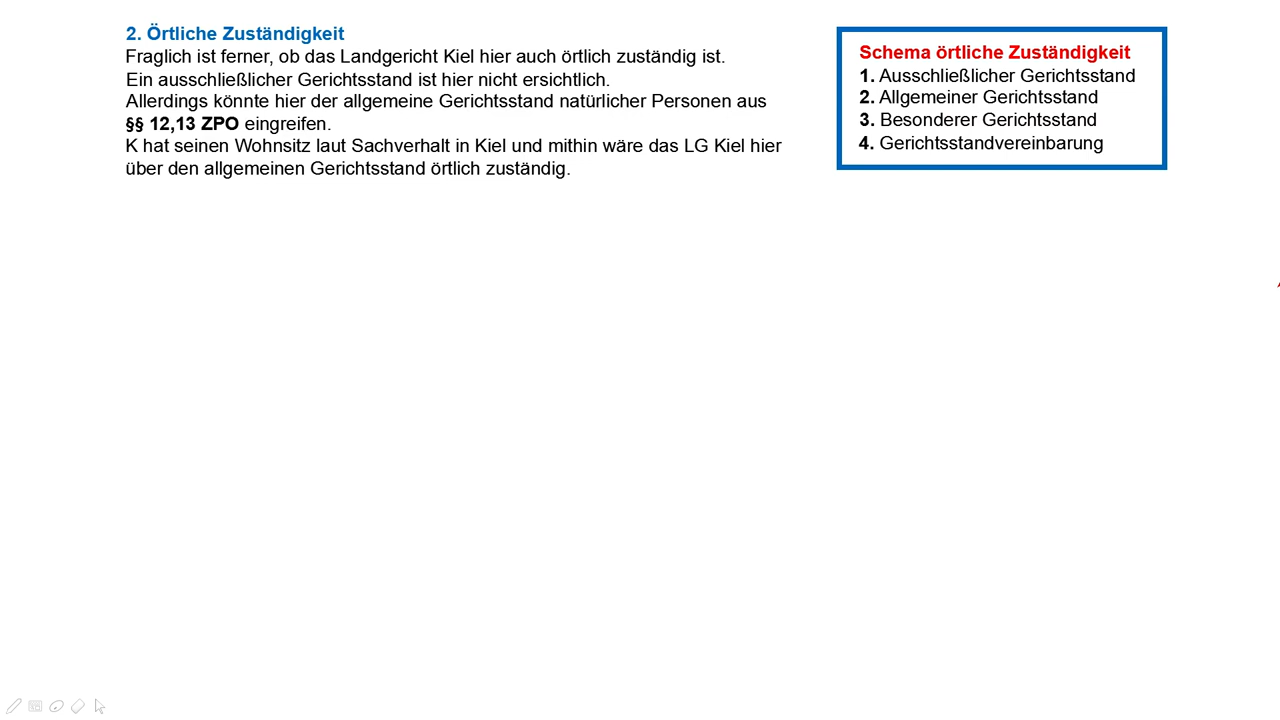 2. Örtliche Zuständigkeit
Fraglich ist ferner, ob das Landgericht Kiel hier auch örtlich zuständig ist.
Ein ausschließlicher Gerichtsstand ist hier nicht ersichtlich.
Allerdings könnte hier der allgemeine Gerichtsstand natürlicher Personen aus
§§ 12,13 ZPO eingreifen.
K hat seinen Wohnsitz laut Sachverhalt in Kiel und mithin wäre das LG Kiel hier
über den allgemeinen Gerichtsstand örtlich zuständig.
Schema örtliche Zuständigkeit
1. Ausschließlicher Gerichtsstand
2. Allgemeiner Gerichtsstand
3. Besonderer Gerichtsstand
4. Gerichtsstandvereinbarung